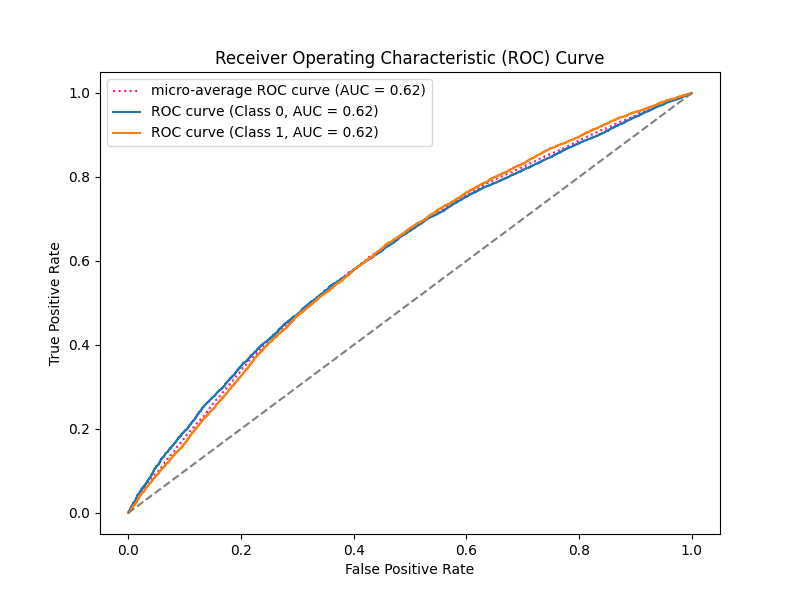 Receiver Operating Characteristic (ROC) Curve
micro-average ROC curve (AUC = 0.62)
ROC curve (Class 0, AUC = 0.62)
ROC curve (Class 1, AUC = 0.62)
True Positive Rate
1.0
0.8
0.6
0.4
0.2
0.0
0.0 0.2 0.4 0.6 0.8 1.0
False Positive Rate